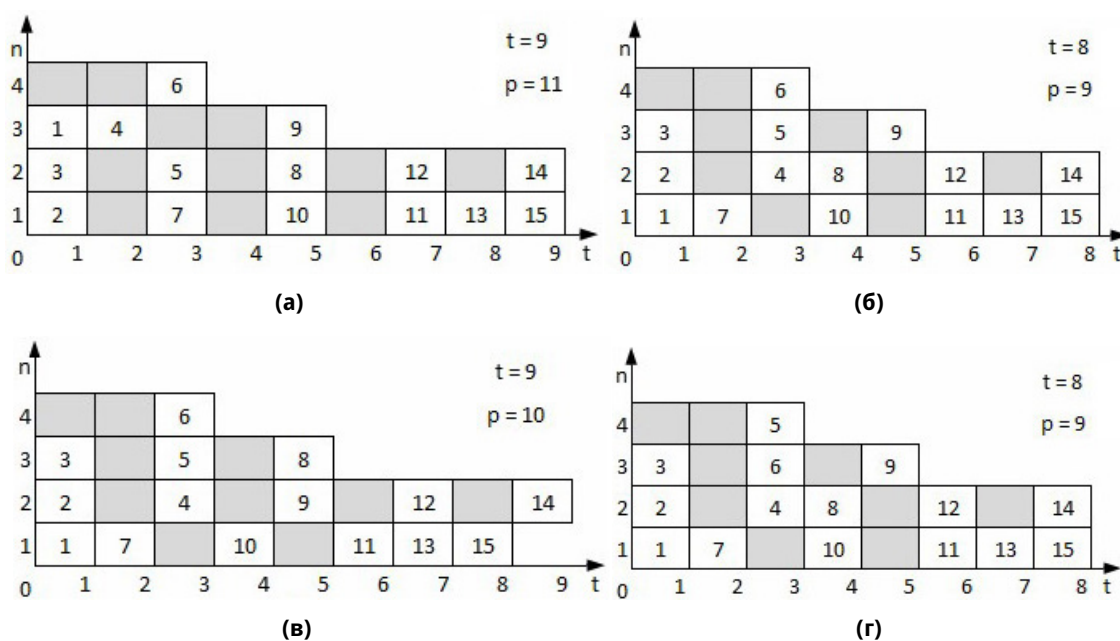 n
t = 9
p = 11
4 6
3 1 4 9
2 3 5 8 12 14
1 2 7 10 11 13 15
0 1 2 3 4 5 6 7 8 9 t
(а)
n
t = 8
p = 9
4 6
3 3 5 9
2 2 4 8 12 14
1 1 7 10 11 13 15
0 1 2 3 4 5 6 7 8 t
(б)
n
t = 9
p = 10
4 6
3 3 5 8
2 2 4 9 12 14
1 1 7 10 11 13 15
0 1 2 3 4 5 6 7 8 9 t
(в)
n
t = 8
p = 9
4 5
3 3 6 9
2 2 4 8 12 14
1 1 7 10 11 13 15
0 1 2 3 4 5 6 7 8 t
(г)